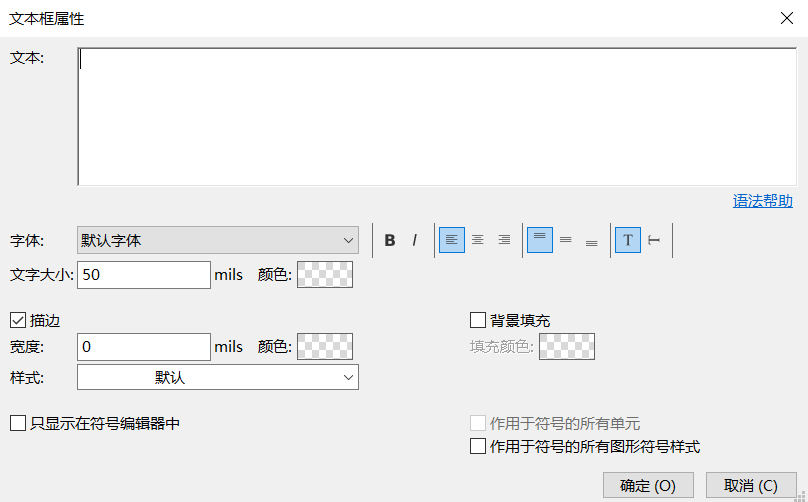 文本框属性
文本:
语法帮助
字体: 默认字体 B I T T
文字大小: 50 mils 颜色:
描边 背景填充
宽度: 0 mils 颜色: 填充颜色:
样式: 默认
只显示在符号编辑器中 作用于符号的所有单元
作用于符号的所有图形符号样式
确定 (O) 取消 (C)